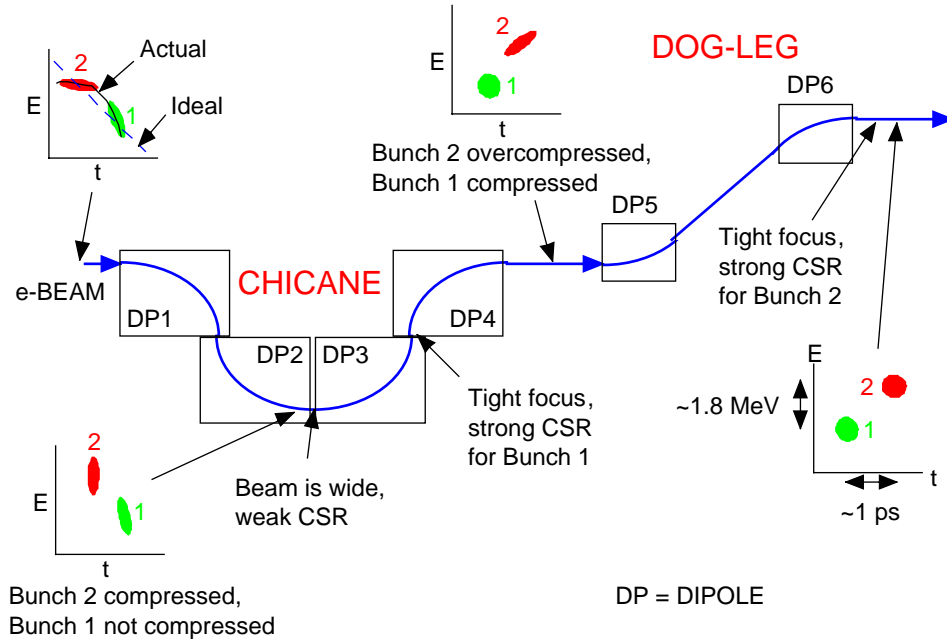 2
Actual
E
1
Ideal
t
2
E
1
t
DOG-LEG
Bunch 2 overcompressed,
Bunch 1 compressed
DP6
DP5
e-BEAM
CHICANE
DP1
DP4
DP2
DP3
Tight focus,
strong CSR
for Bunch 2
Tight focus,
strong CSR
for Bunch 1
2
E
1
t
Beam is wide,
weak CSR
Bunch 2 compressed,
Bunch 1 not compressed
E
2
~1.8 MeV
1
t
~1 ps
DP = DIPOLE